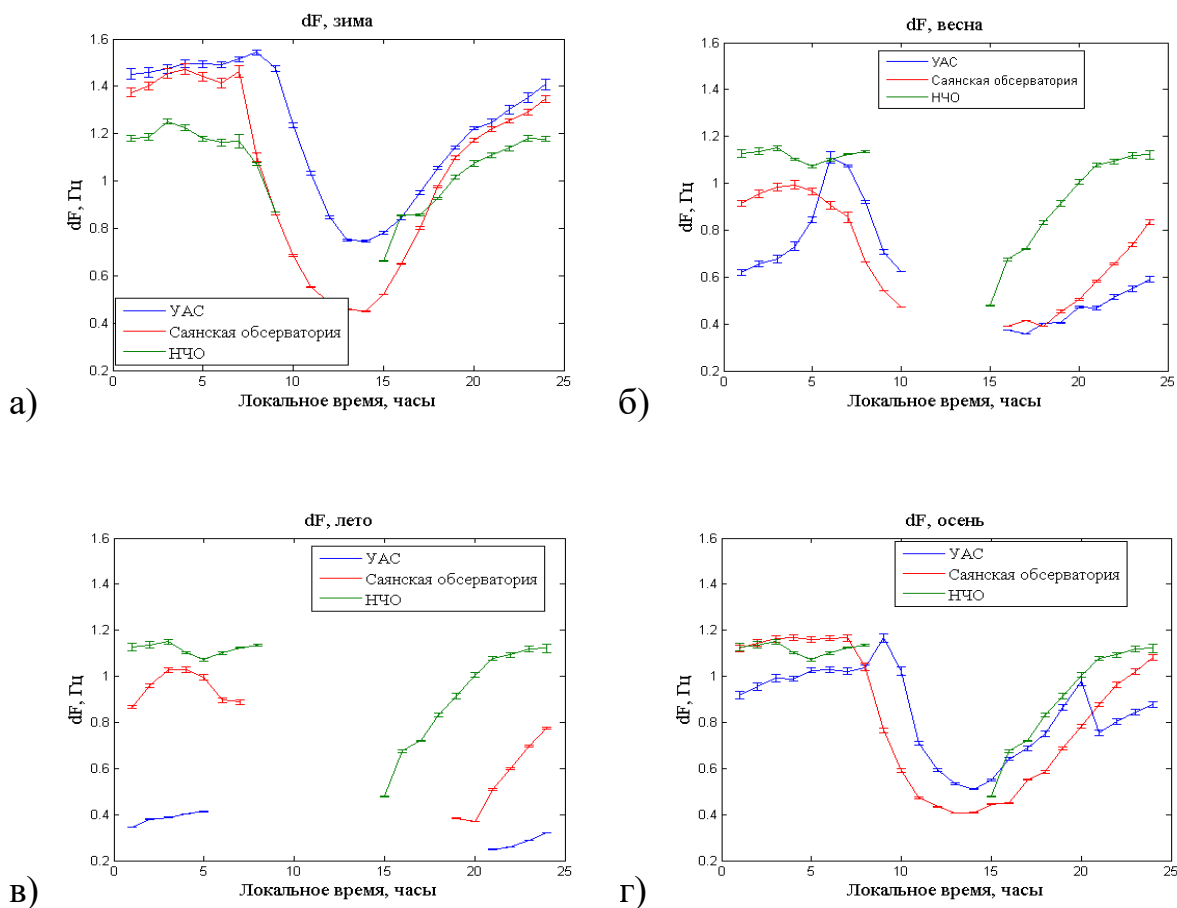 dF, зима
dF, Гц
1.6
1.4
1.2
1
0.8
0.6
0.4
0.2
УАС
Саянская обсерватория
НЧО
0 5 10 15 20 25
Локальное время, часы
а)
dF, весна
dF, Гц
1.6
1.4
1.2
1
0.8
0.6
0.4
0.2
УАС
Саянская обсерватория
НЧО
0 5 10 15 20 25
Локальное время, часы
б)
dF, лето
dF, Гц
1.6
1.4
1.2
1
0.8
0.6
0.4
0.2
УАС
Саянская обсерватория
НЧО
0 5 10 15 20 25
Локальное время, часы
в)
dF, осень
dF, Гц
1.6
1.4
1.2
1
0.8
0.6
0.4
0.2
УАС
Саянская обсерватория
НЧО
0 5 10 15 20 25
Локальное время, часы
г)